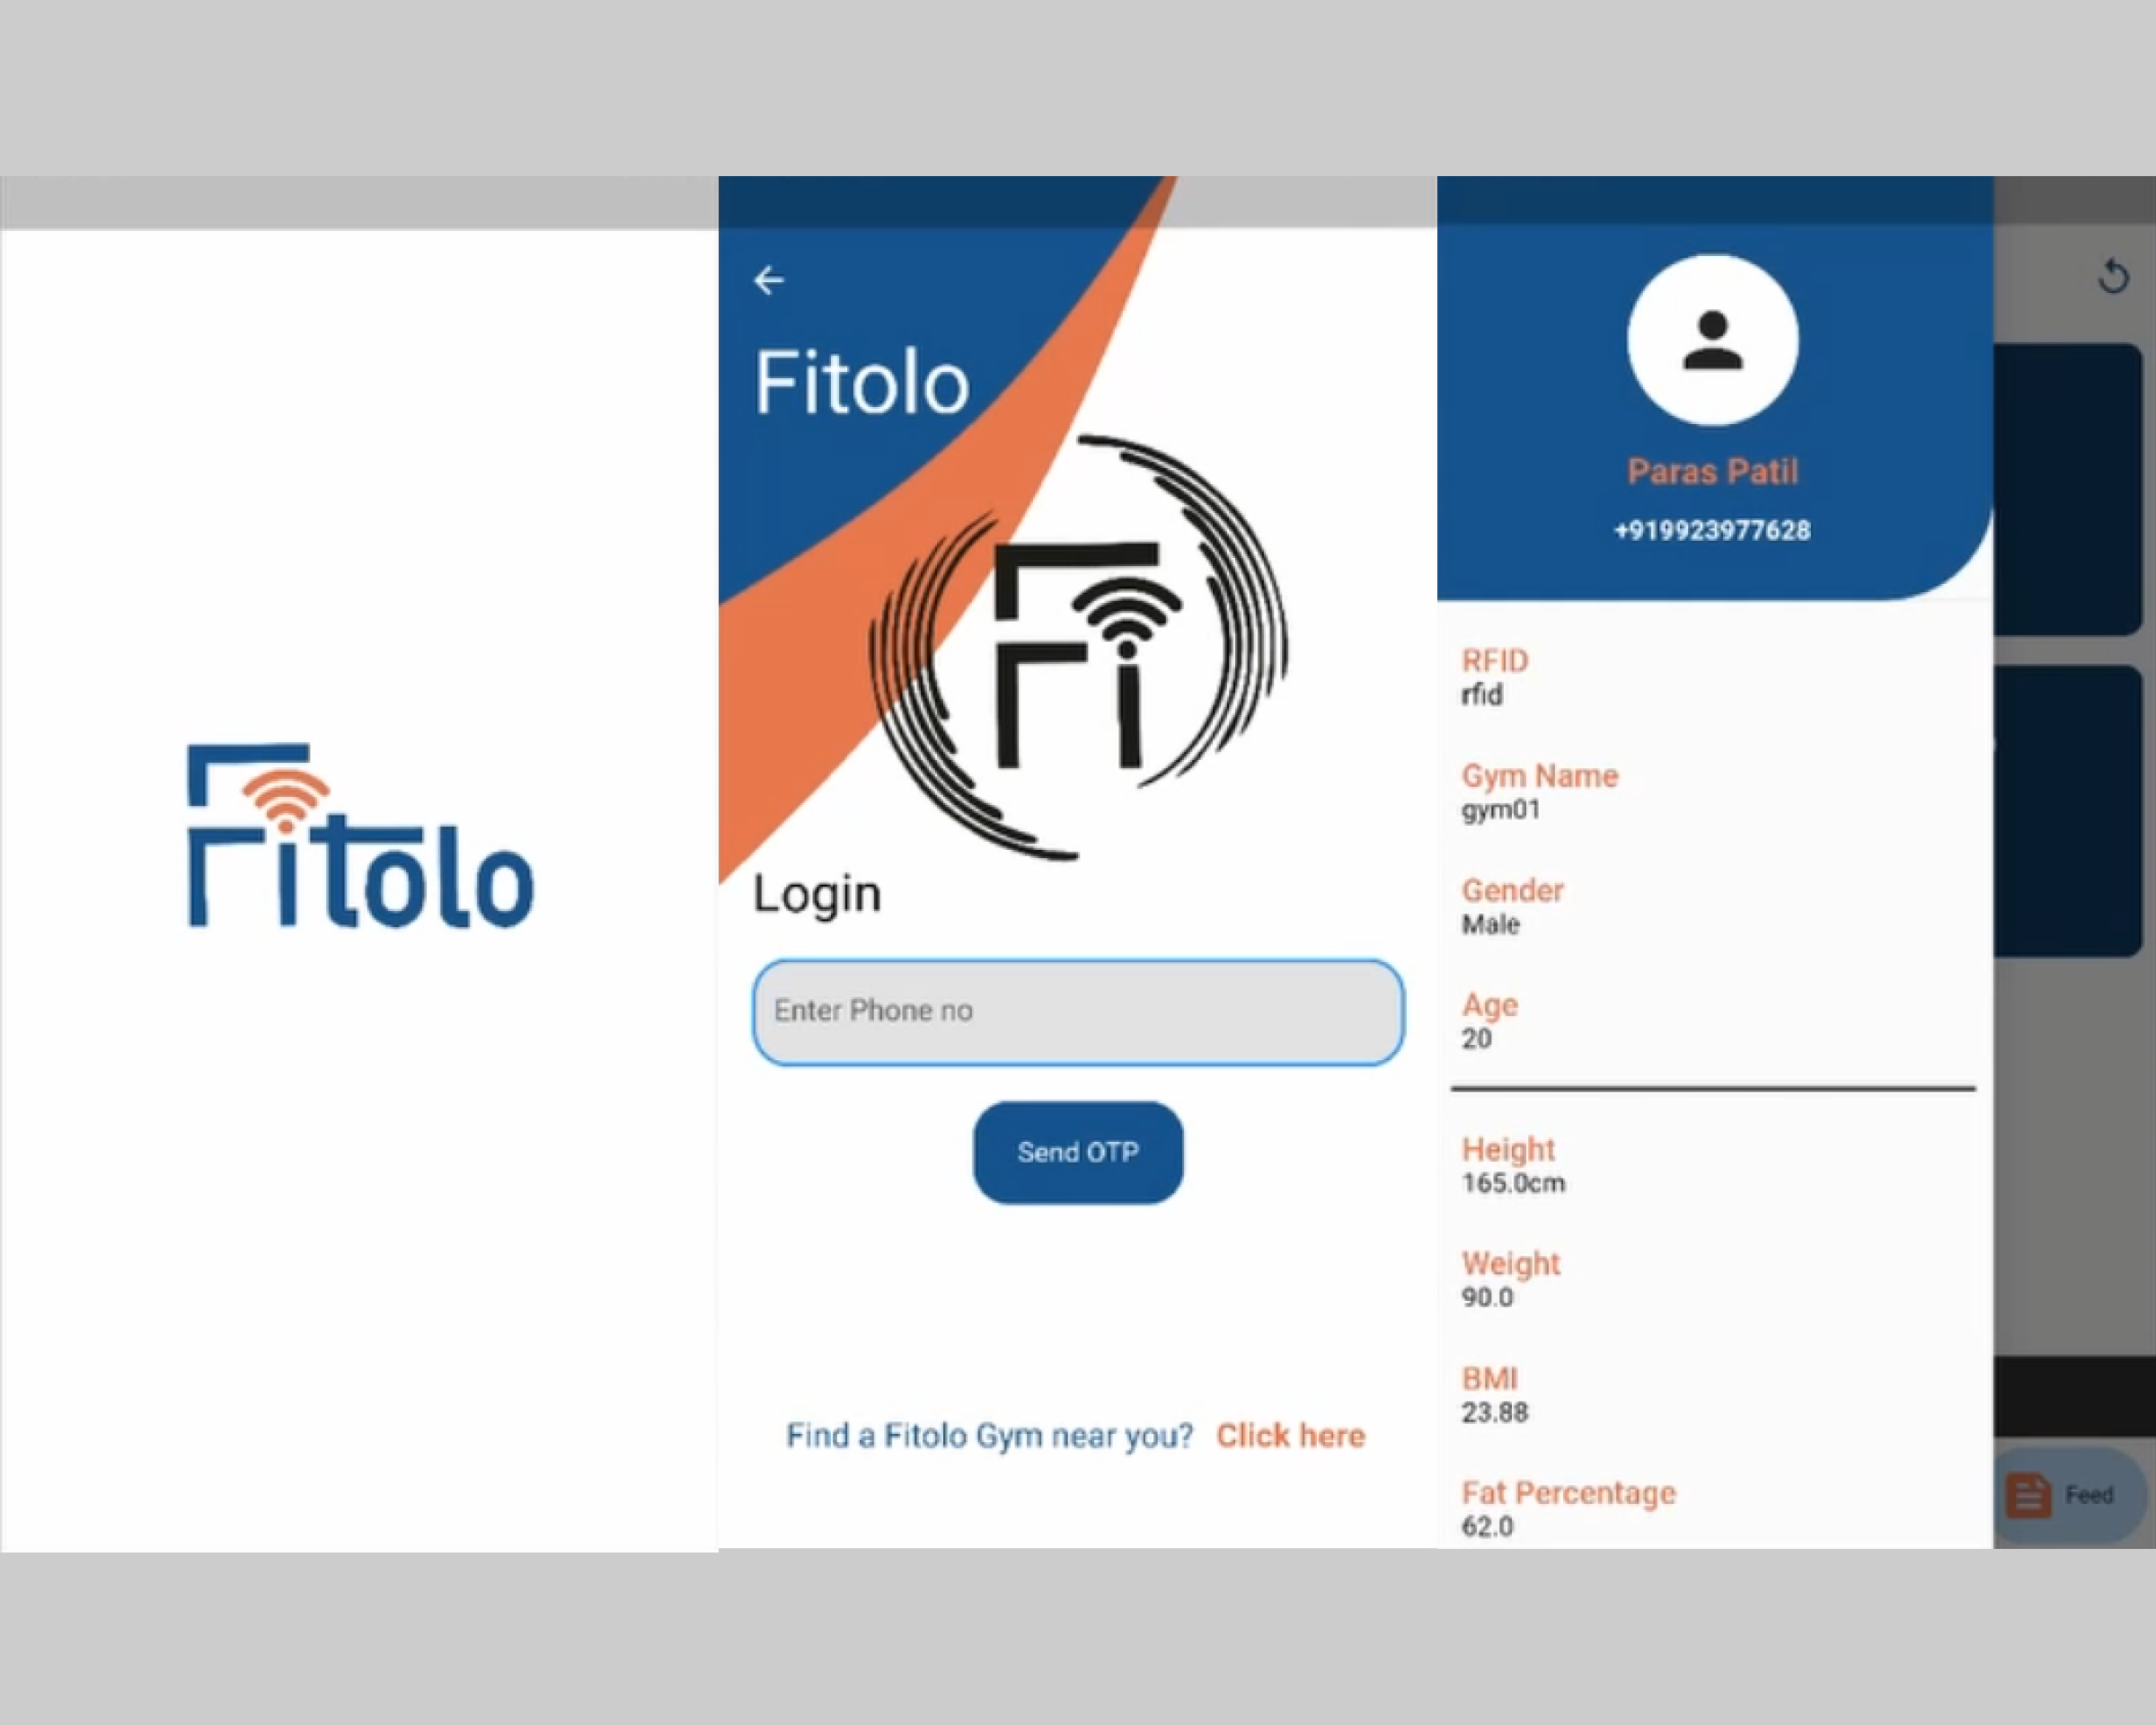 Fitolo
Fitolo
Fi
Login
Enter Phone no
Send OTP
Find a Fitolo Gym near you? Click here
Paras Patil
+919923977628
RFID
rfid
Gym Name
gym01
Gender
Male
Age
20
Height
165.0cm
Weight
90.0
BMI
23.88
Fat Percentage
62.0
Feed